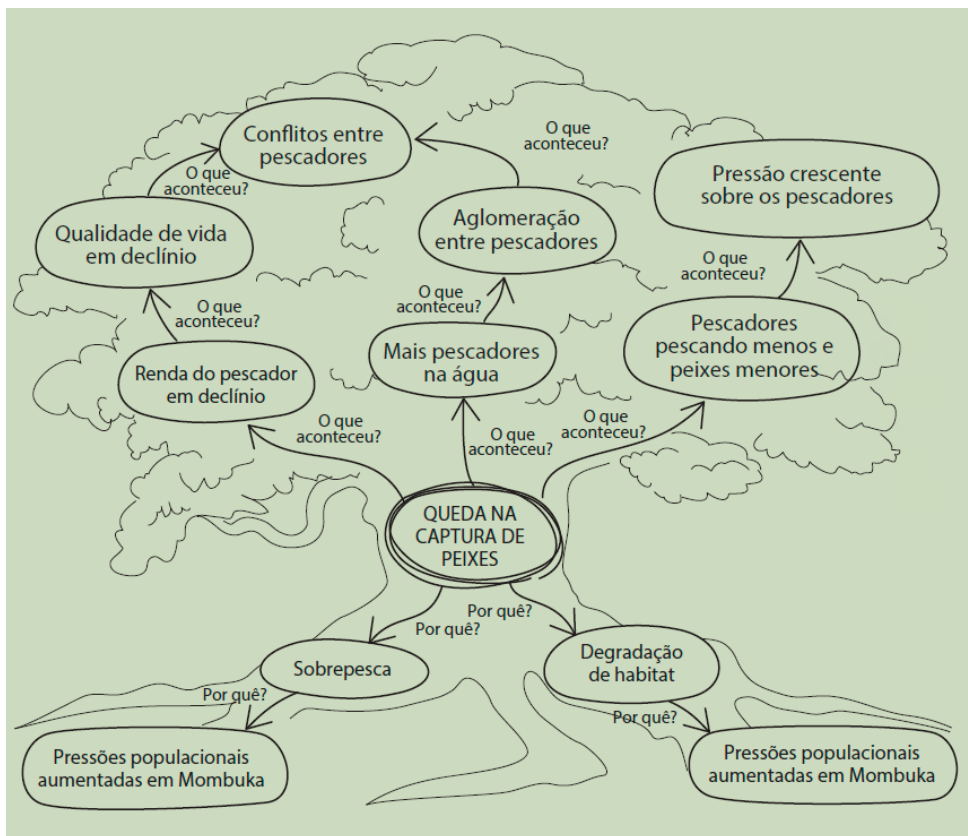 Conflitos entre
pescadores
O que
aconteceu?
O que
aconteceu?
Pressão crescente
sobre os pescadores
Qualidade de vida
em declínio
Aglomeração
entre pescadores
O que
aconteceu?
O que
aconteceu?
O que
aconteceu?
Renda do pescador
em declínio
Mais pescadores
na água
Pescadores
pescando menos e
peixes menores
O que
aconteceu?
O que
aconteceu?
O que
aconteceu?
QUEDA NA
CAPTURA DE
PEIXES
Por quê?
Por quê?
Sobrepesca
Degradação
de habitat
Por quê?
Por quê?
Pressões populacionais
aumentadas em Mombuka
Pressões populacionais
aumentadas em Mombuka